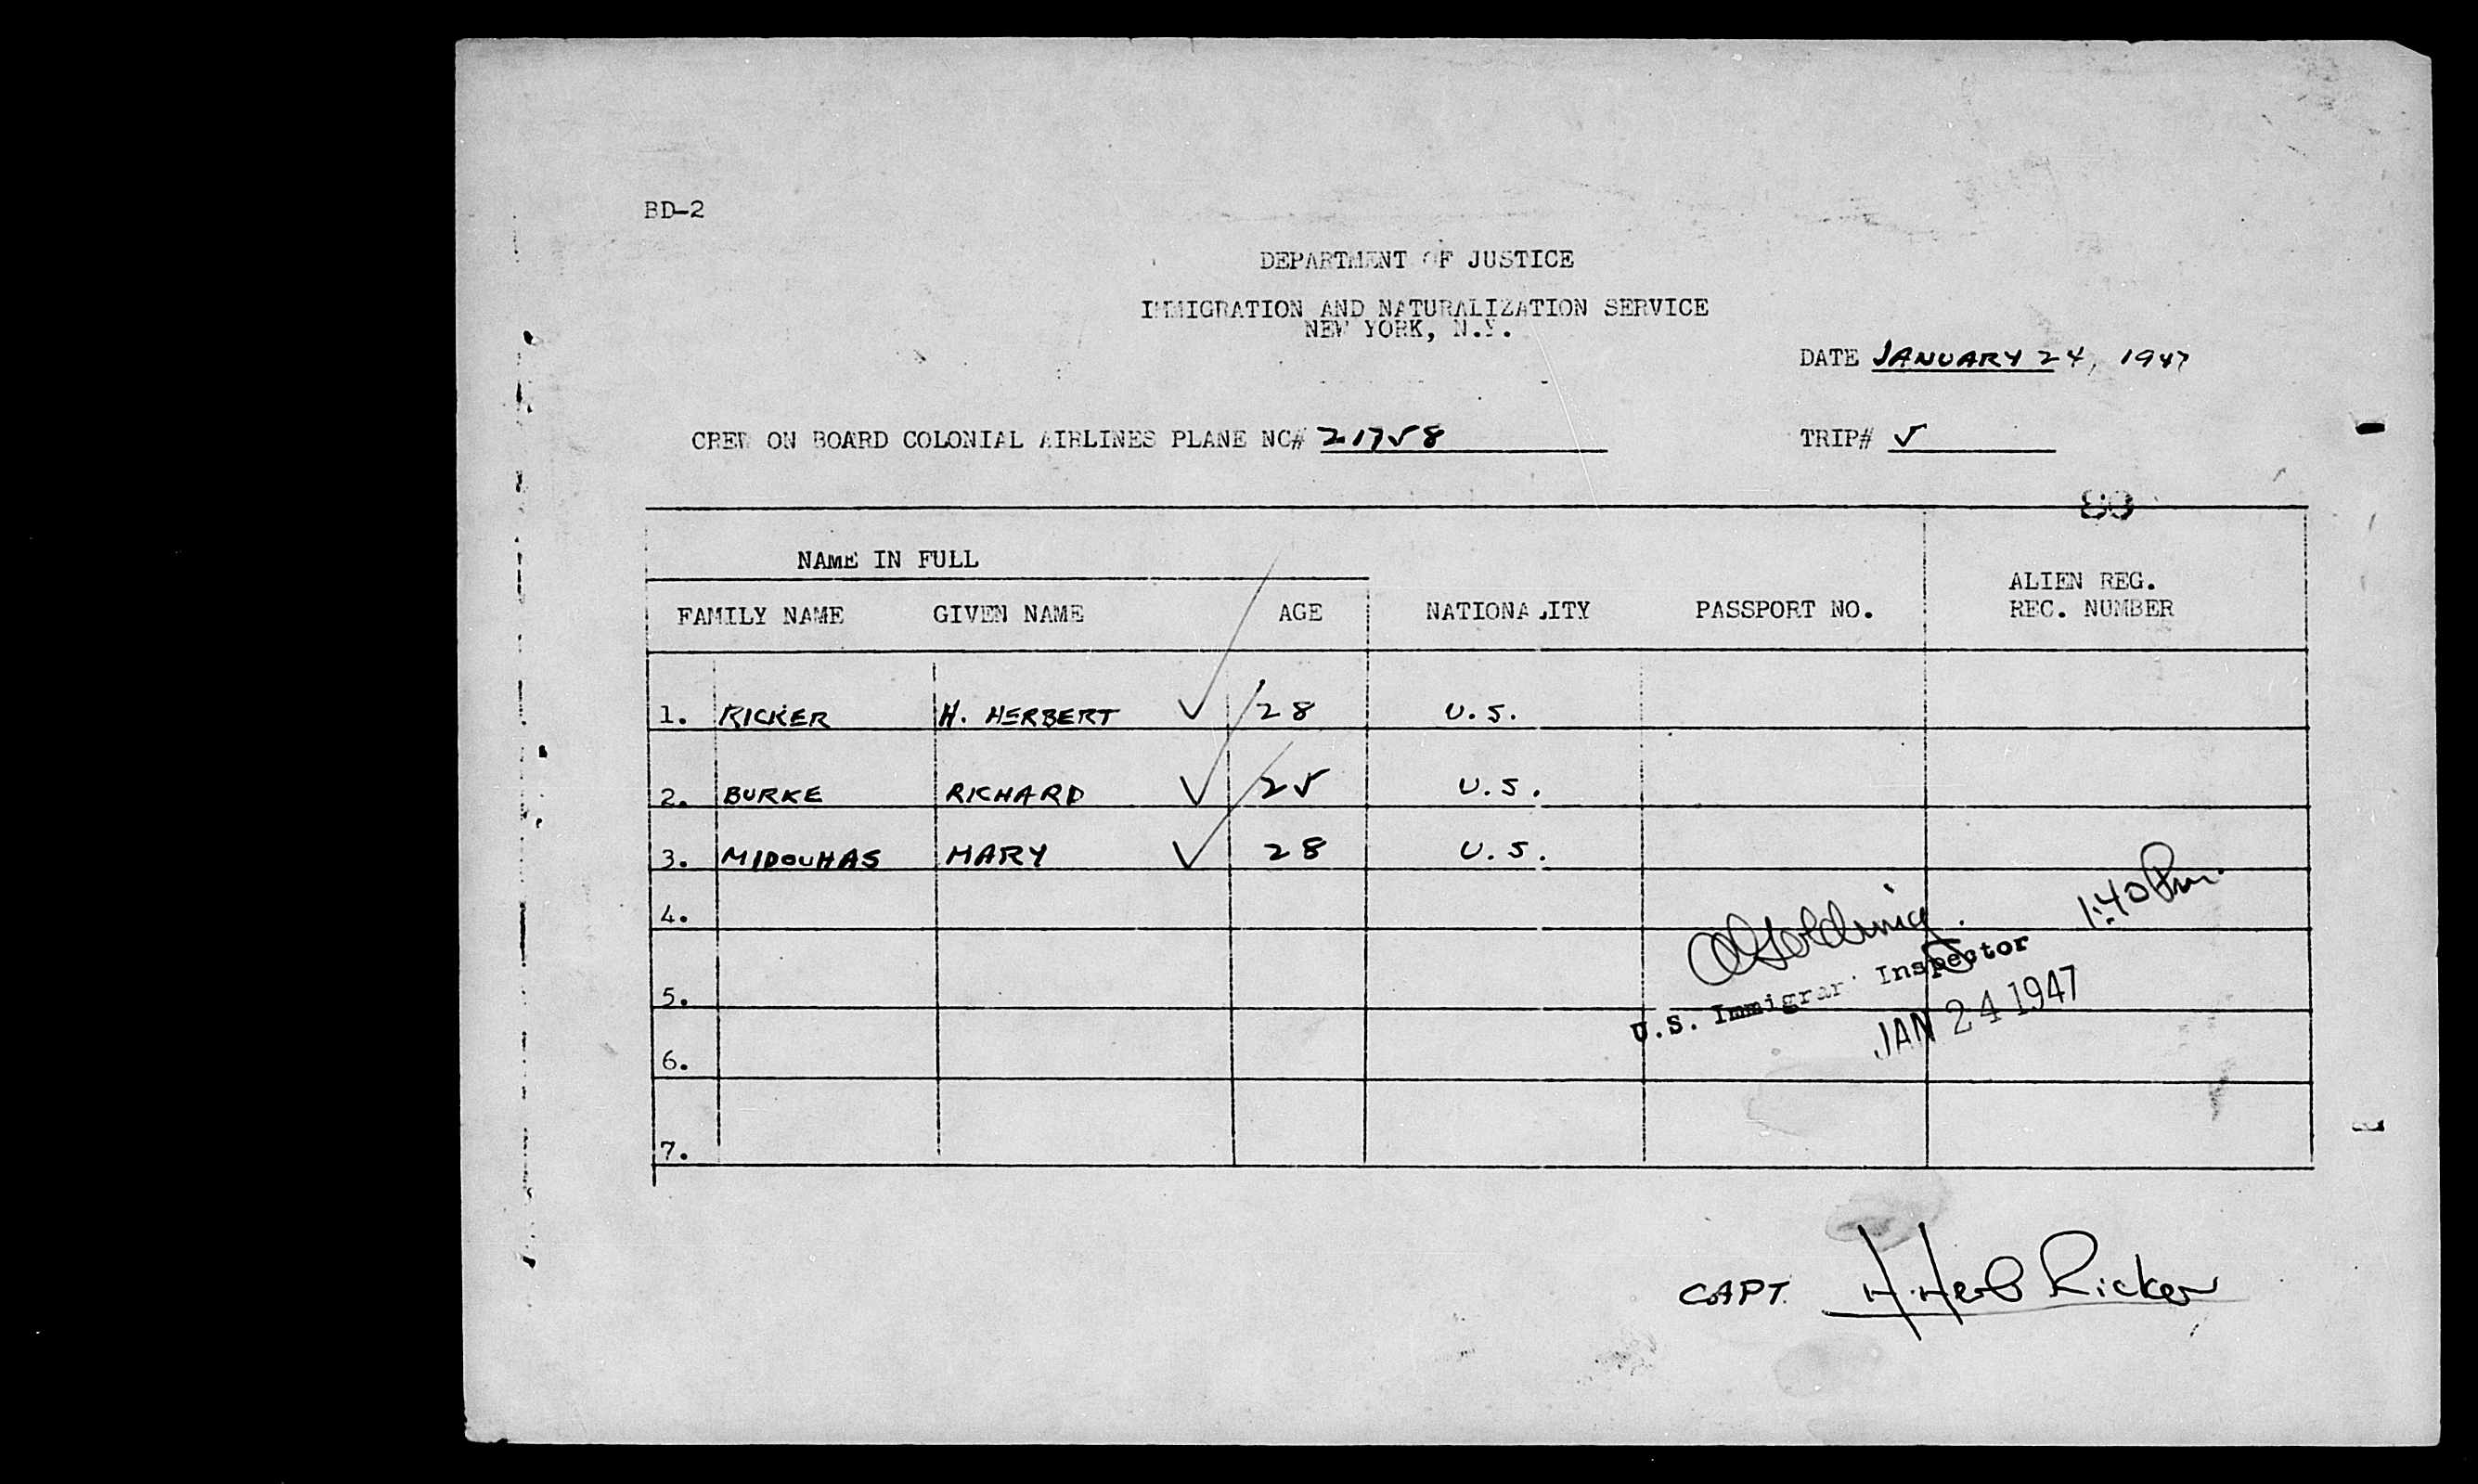 BD-2
DEPARTMENT OF JUSTICE
IMMIGRATION AND NATURALIZATION SERVICE
NEW YORK, N.Y.
DATE JANUARY 24, 1947
CREW ON BOARD COLONIAL AIRLINES PLANE NC# 21758
TRIP# 5
NAME IN FULL
FAMILY NAME GIVEN NAME AGE NATIONALITY PASSPORT NO. ALIEN REG. REC. NUMBER
1. RICKER H. HERBERT ✓ 28 U.S.
2. BURKE RICHARD ✓ 25 U.S.
3. MIDOUHAS MARY ✓ 28 U.S.
4.
5.
6.
7.
1:40 Pm.
Golding
U.S. Immigrant Inspector
JAN 24 1947
CAPT. H. Herb Ricker